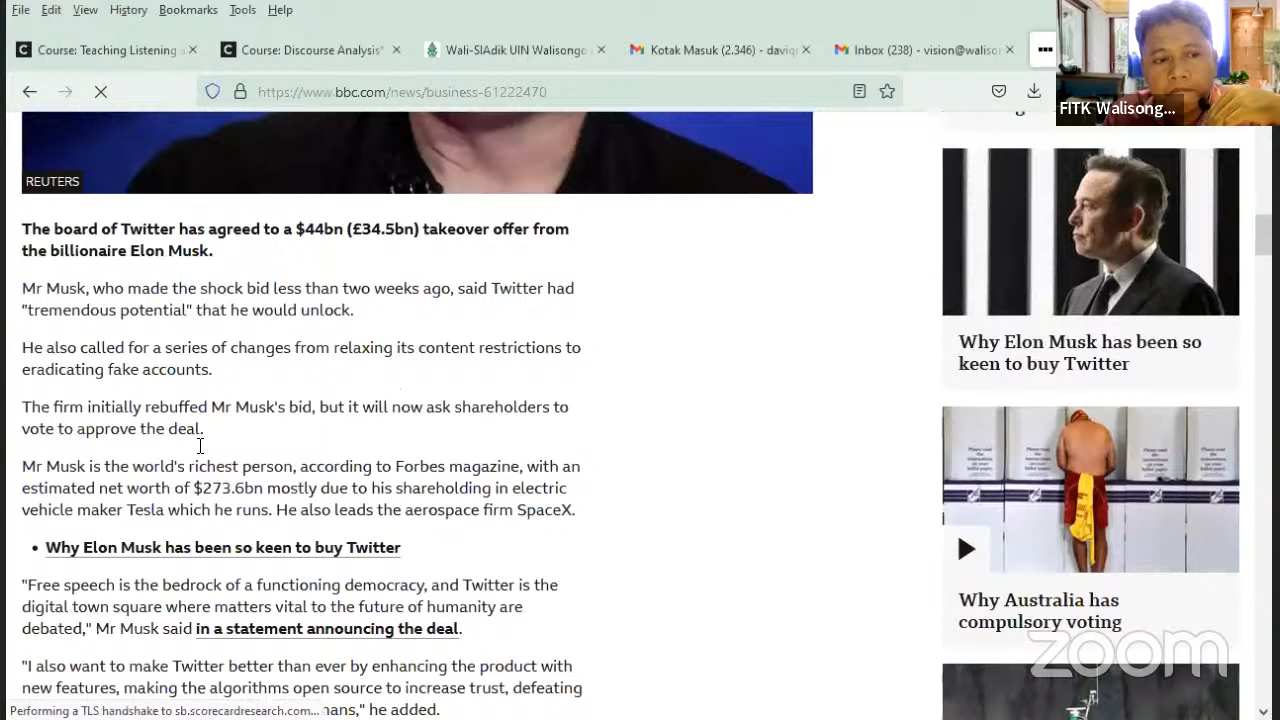 File Edit View History Bookmarks Tools Help
Course: Teaching Listening a
Course: Discourse Analysis*
Wali-SIAdik UIN Walisongo
Kotak Masuk (2.346) - daviq
Inbox (238) - vision@waliso
https://www.bbc.com/news/business-61222470
FITK Walisong...
REUTERS
The board of Twitter has agreed to a $44bn (£34.5bn) takeover offer from
the billionaire Elon Musk.
Mr Musk, who made the shock bid less than two weeks ago, said Twitter had
"tremendous potential" that he would unlock.
He also called for a series of changes from relaxing its content restrictions to
eradicating fake accounts.
The firm initially rebuffed Mr Musk's bid, but it will now ask shareholders to
vote to approve the deal.
Mr Musk is the world's richest person, according to Forbes magazine, with an
estimated net worth of $273.6bn mostly due to his shareholding in electric
vehicle maker Tesla which he runs. He also leads the aerospace firm SpaceX.
• Why Elon Musk has been so keen to buy Twitter
"Free speech is the bedrock of a functioning democracy, and Twitter is the
digital town square where matters vital to the future of humanity are
debated," Mr Musk said in a statement announcing the deal.
"I also want to make Twitter better than ever by enhancing the product with
new features, making the algorithms open source to increase trust, defeating
nans," he added.
Performing a TLS handshake to sb.scorecardresearch.com...
Why Elon Musk has been so
keen to buy Twitter
Why Australia has
compulsory voting
zoom